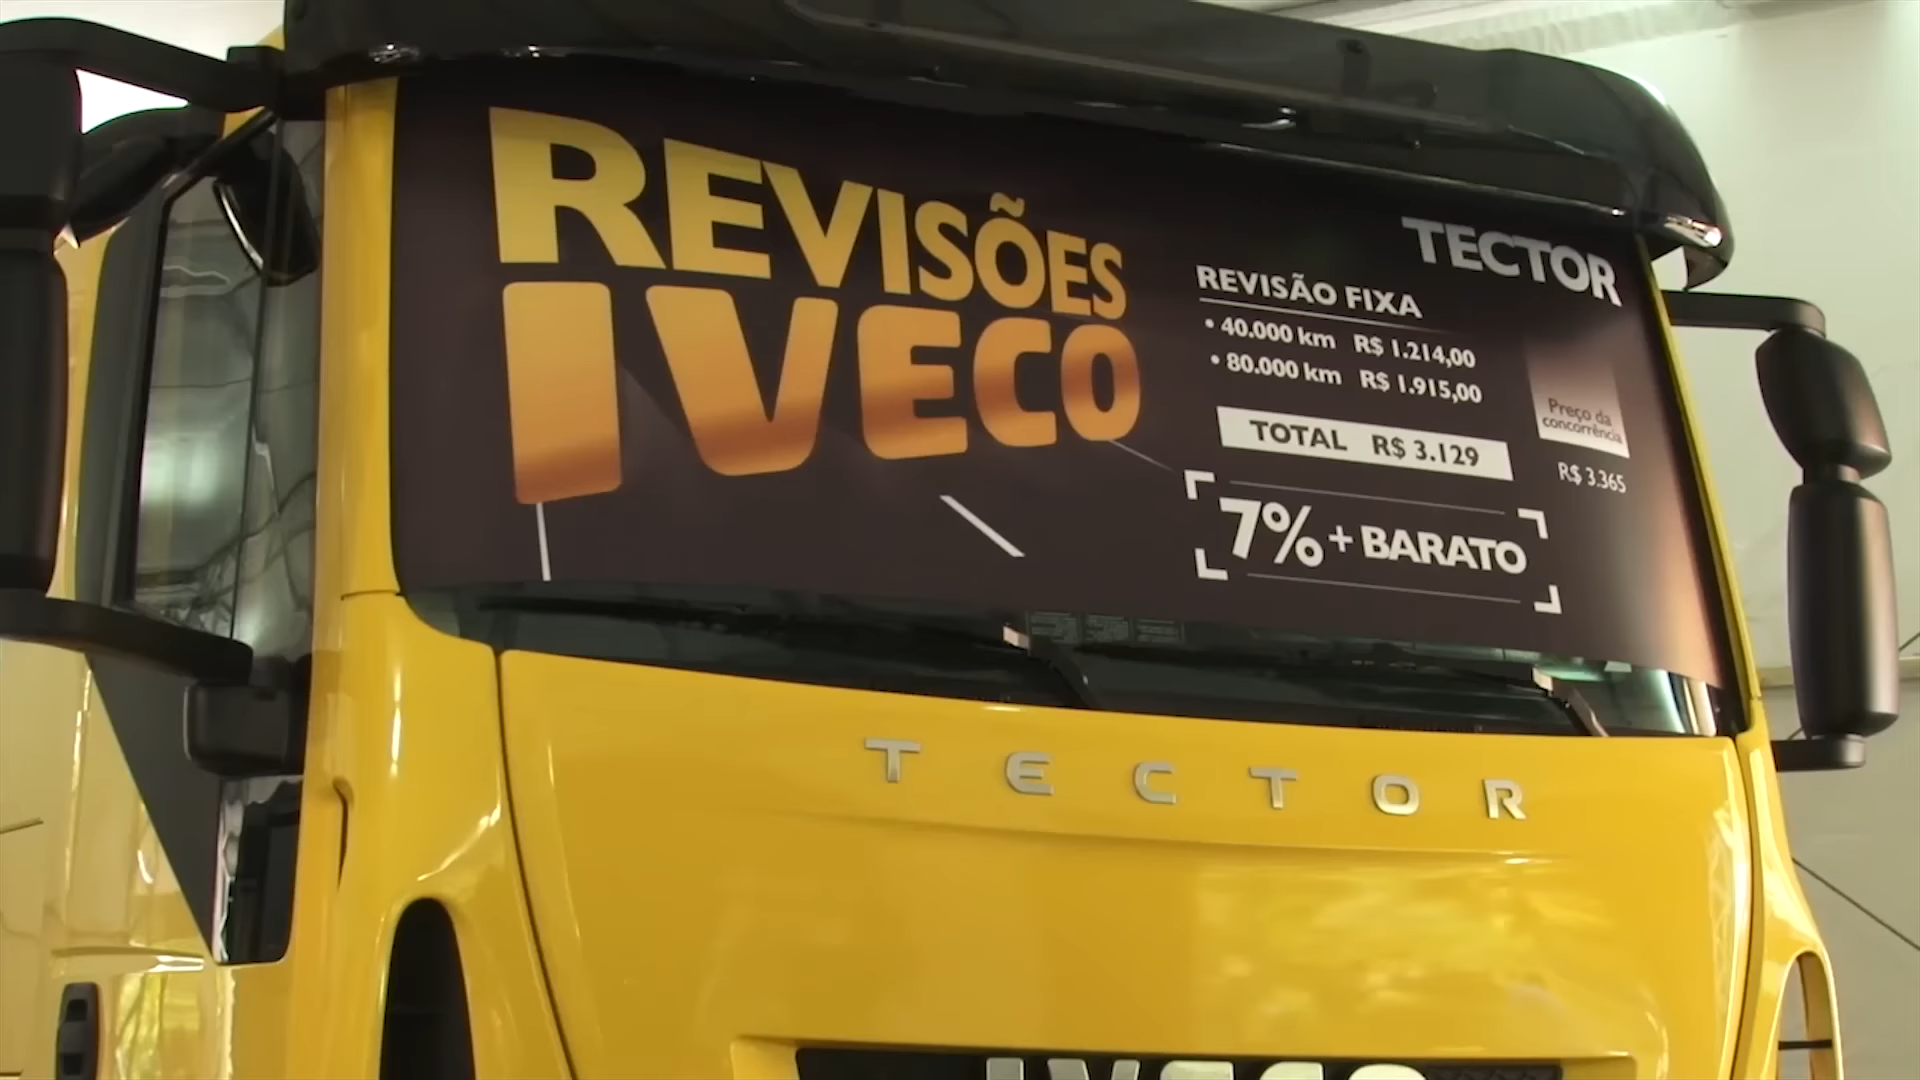 REVISÕES
IVECO
TECTOR
REVISÃO FIXA
• 40.000 km R$ 1.214,00
• 80.000 km R$ 1.915,00
TOTAL R$ 3.129
Preço da
concorrência
R$ 3.365
7% + BARATO
TECTOR
IVECO